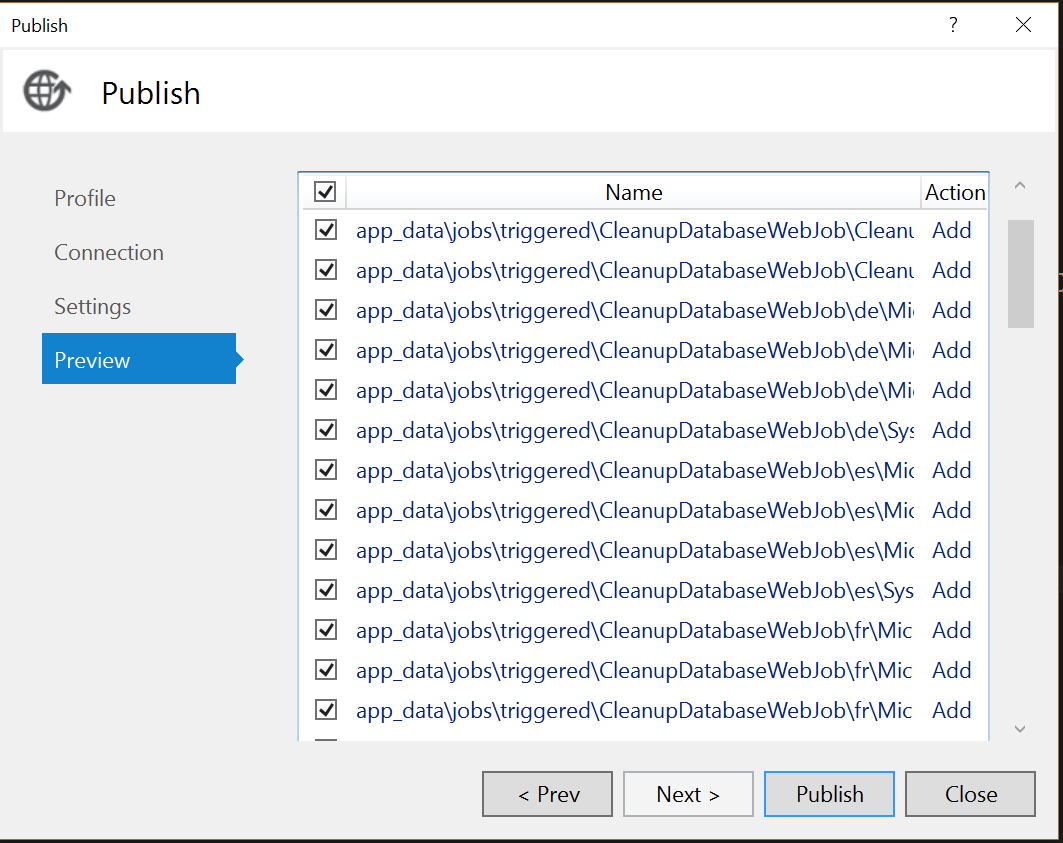 Publish
?
Publish
Profile
Connection
Settings
Preview
Name Action
app_data\jobs\triggered\CleanupDatabaseWebJob\Cleanu Add
app_data\jobs\triggered\CleanupDatabaseWebJob\Cleanu Add
app_data\jobs\triggered\CleanupDatabaseWebJob\de\Mi Add
app_data\jobs\triggered\CleanupDatabaseWebJob\de\Mi Add
app_data\jobs\triggered\CleanupDatabaseWebJob\de\Mi Add
app_data\jobs\triggered\CleanupDatabaseWebJob\de\Sys Add
app_data\jobs\triggered\CleanupDatabaseWebJob\es\Mic Add
app_data\jobs\triggered\CleanupDatabaseWebJob\es\Mic Add
app_data\jobs\triggered\CleanupDatabaseWebJob\es\Mic Add
app_data\jobs\triggered\CleanupDatabaseWebJob\es\Sys Add
app_data\jobs\triggered\CleanupDatabaseWebJob\fr\Mic Add
app_data\jobs\triggered\CleanupDatabaseWebJob\fr\Mic Add
app_data\jobs\triggered\CleanupDatabaseWebJob\fr\Mic Add
< Prev Next > Publish Close